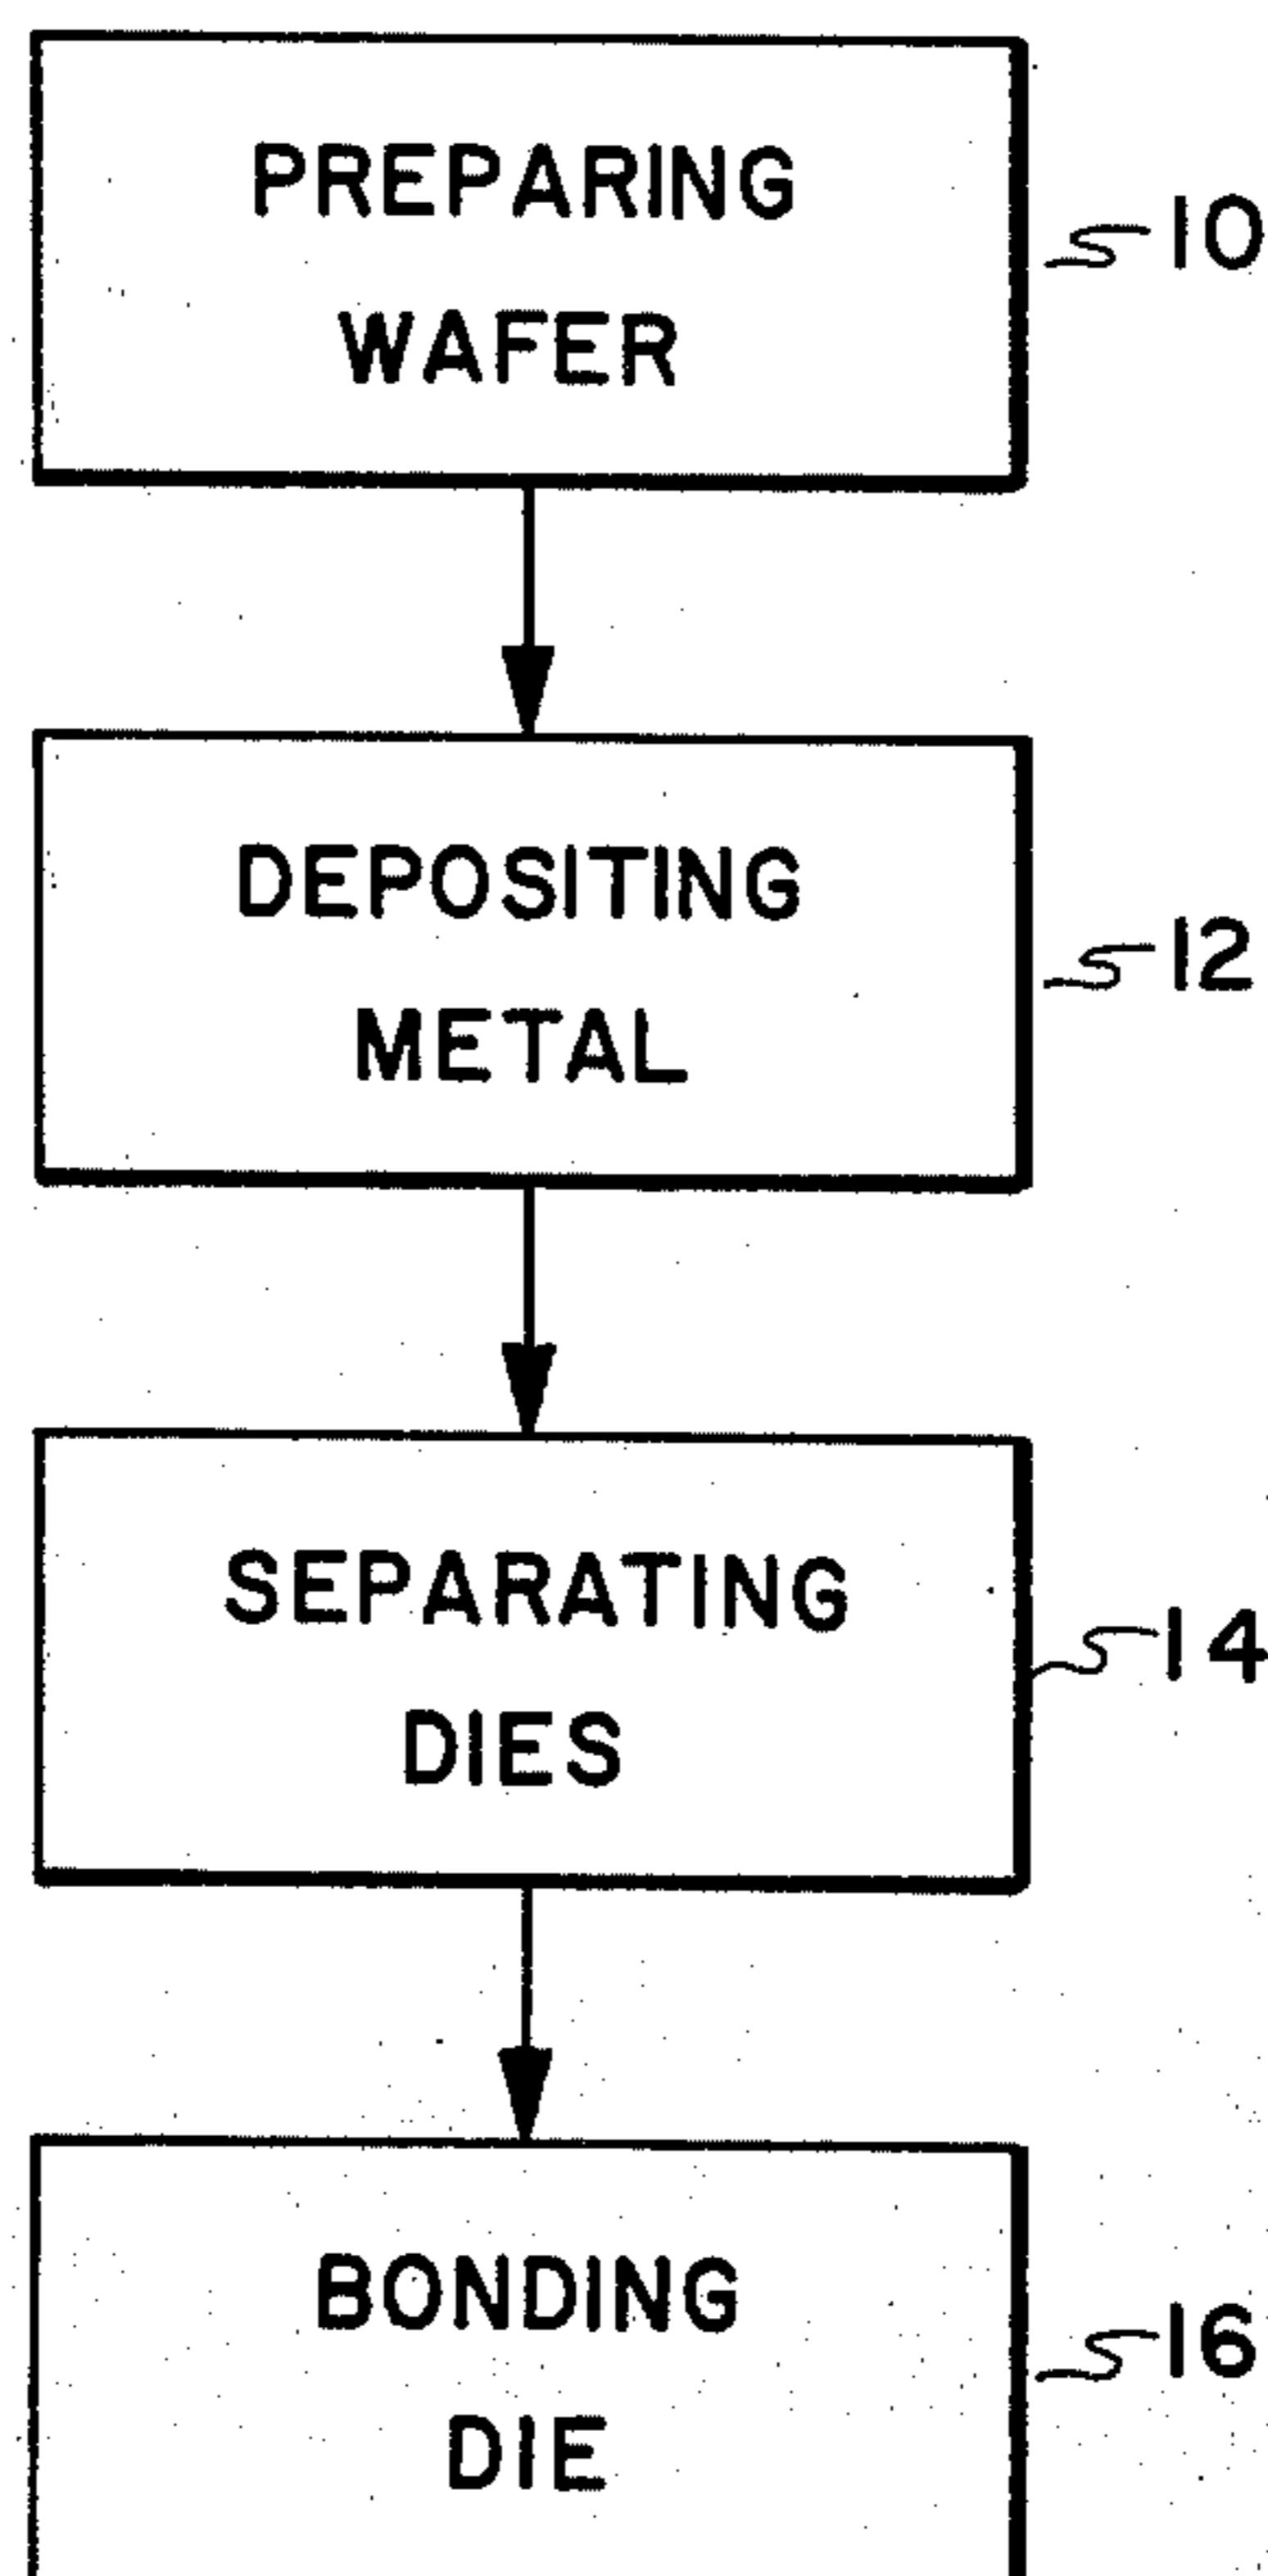 PREPARING
WAFER
10
DEPOSITING
METAL
12
SEPARATING
DIES
14
BONDING
DIE
16